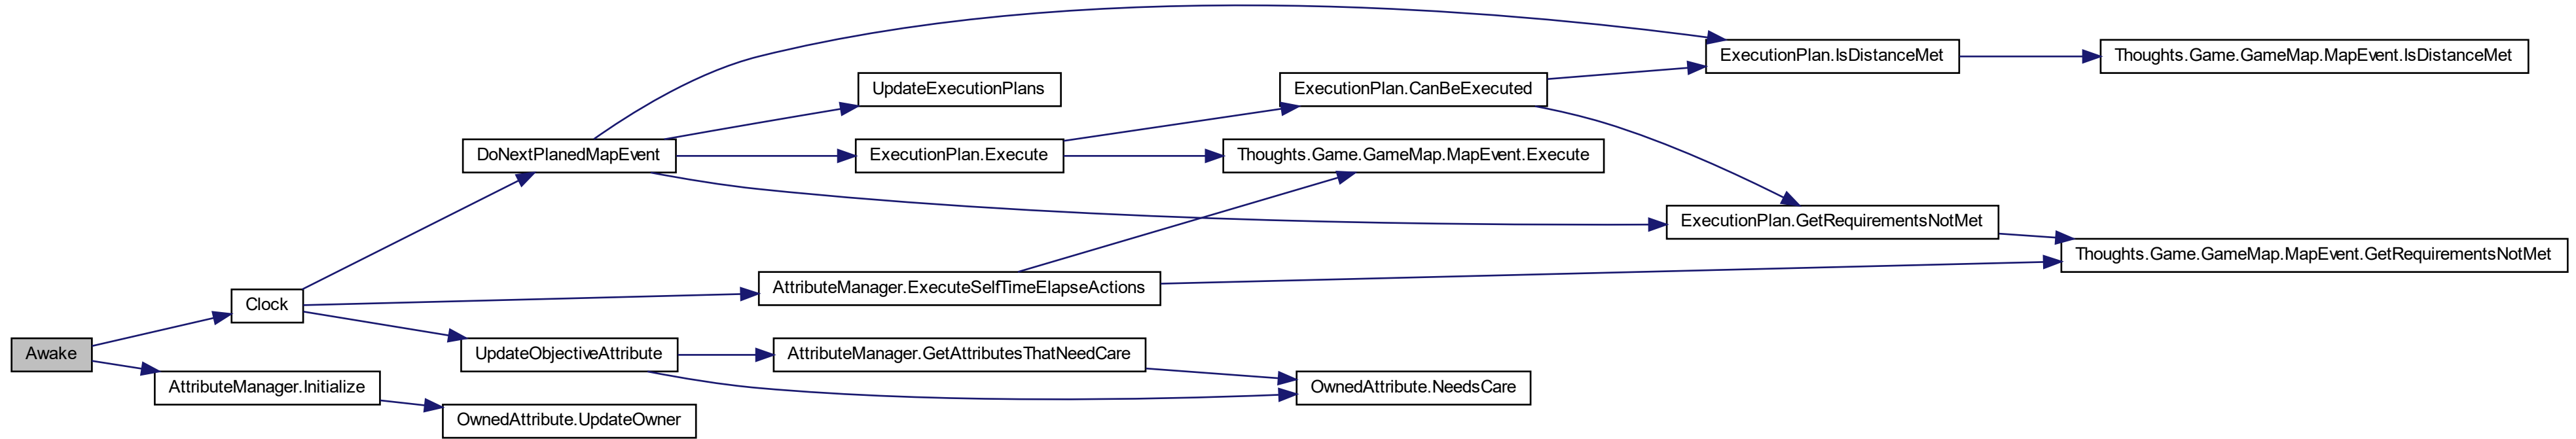 ExecutionPlan.IsDistanceMet
Thoughts.Game.GameMap.MapEvent.IsDistanceMet
UpdateExecutionPlans
ExecutionPlan.CanBeExecuted
DoNextPlanedMapEvent
ExecutionPlan.Execute
Thoughts.Game.GameMap.MapEvent.Execute
ExecutionPlan.GetRequirementsNotMet
Thoughts.Game.GameMap.MapEvent.GetRequirementsNotMet
AttributeManager.ExecuteSelfTimeElapseActions
Clock
Awake
UpdateObjectiveAttribute
AttributeManager.GetAttributesThatNeedCare
AttributeManager.Initialize
OwnedAttribute.NeedsCare
OwnedAttribute.UpdateOwner